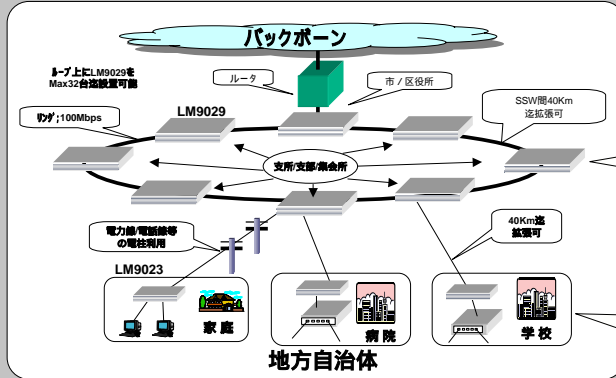 バックボーン
ループ上にLM9029を
Max32台迄設置可能
ルータ
市 / 区役所
LM9029
リング;100Mbps
SSW間40Km
迄拡張可
支所/支部/集会所
電力線/電話線等
の電柱利用
40Km迄
拡張可
LM9023
家 庭
病 院
学 校
地方自治体